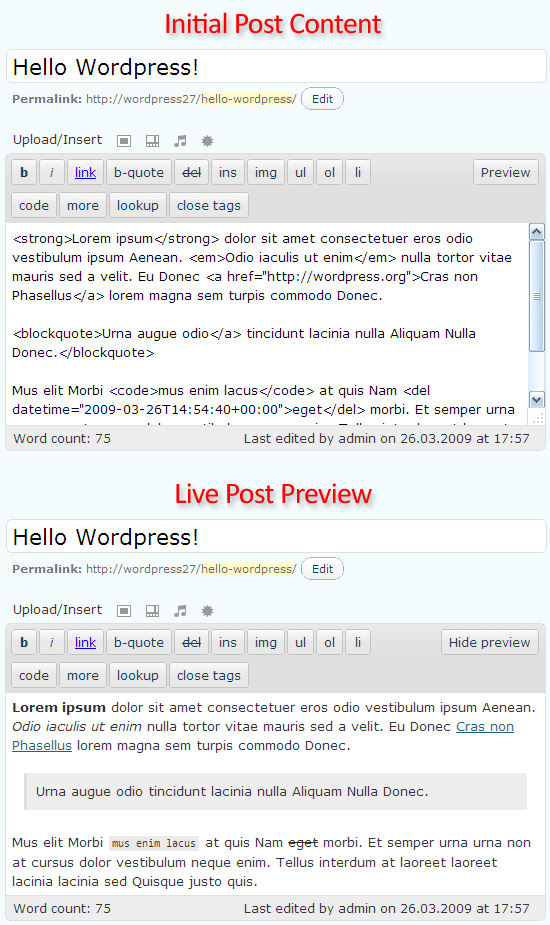 Initial Post Content
Hello Wordpress!
Permalink: http://wordpress27/hello-wordpress/ Edit
Upload/Insert
b i link b-quote del ins img ul ol li Preview
code more lookup close tags
<strong>Lorem ipsum</strong> dolor sit amet consectetuer eros odio
vestibulum ipsum Aenean. <em>Odio iaculis ut enim</em> nulla tortor vitae
mauris sed a velit. Eu Donec <a href="http://wordpress.org">Cras non
Phasellus</a> lorem magna sem turpis commodo Donec.
<blockquote>Urna augue odio</a> tincidunt lacinia nulla Aliquam Nulla
Donec.</blockquote>
Mus elit Morbi <code>mus enim lacus</code> at quis Nam <del
datetime="2009-03-26T14:54:40+00:00">eget</del> morbi. Et semper urna
Word count: 75 Last edited by admin on 26.03.2009 at 17:57
Live Post Preview
Hello Wordpress!
Permalink: http://wordpress27/hello-wordpress/ Edit
Upload/Insert
b i link b-quote del ins img ul ol li Hide preview
code more lookup close tags
Lorem ipsum dolor sit amet consectetuer eros odio vestibulum ipsum Aenean.
Odio iaculis ut enim nulla tortor vitae mauris sed a velit. Eu Donec Cras non
Phasellus lorem magna sem turpis commodo Donec.
Urna augue odio tincidunt lacinia nulla Aliquam Nulla Donec.
Mus elit Morbi mus enim lacus at quis Nam eget morbi. Et semper urna urna non
at cursus dolor vestibulum neque enim. Tellus interdum at laoreet laoreet
lacinia lacinia sed Quisque justo quis.
Word count: 75 Last edited by admin on 26.03.2009 at 17:57